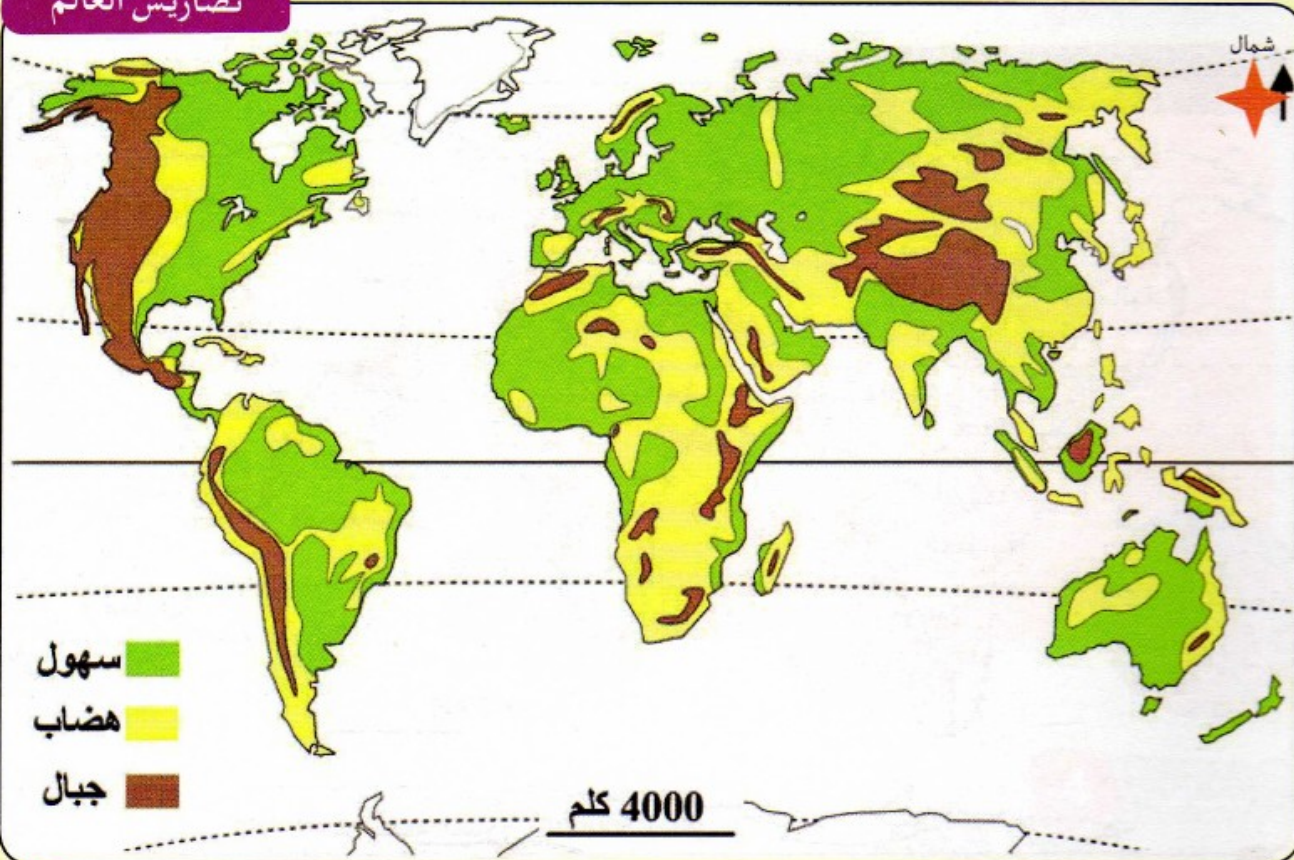 تضاريس العالم
شمال
سهول
هضاب
جبال
4000 كلم